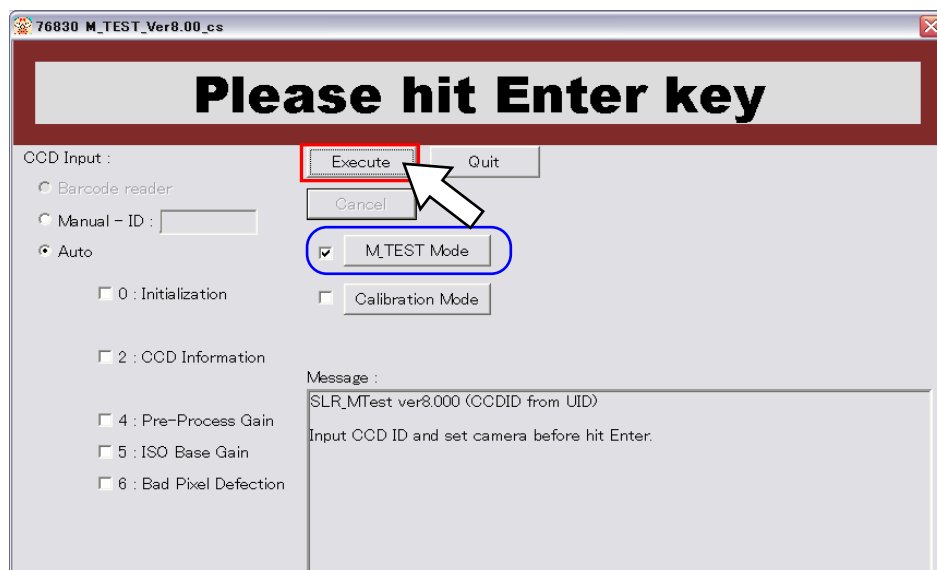 76830 M_TEST_Ver8.00_cs
Please hit Enter key
CCD Input :
Barcode reader
Manual - ID :
Auto
0 : Initialization
2 : CCD Information
4 : Pre-Process Gain
5 : ISO Base Gain
6 : Bad Pixel Defection
Execute
Quit
Cancel
M_TEST Mode
Calibration Mode
Message :
SLR_MTest ver8.000 (CCDID from UID)
Input CCD ID and set camera before hit Enter.